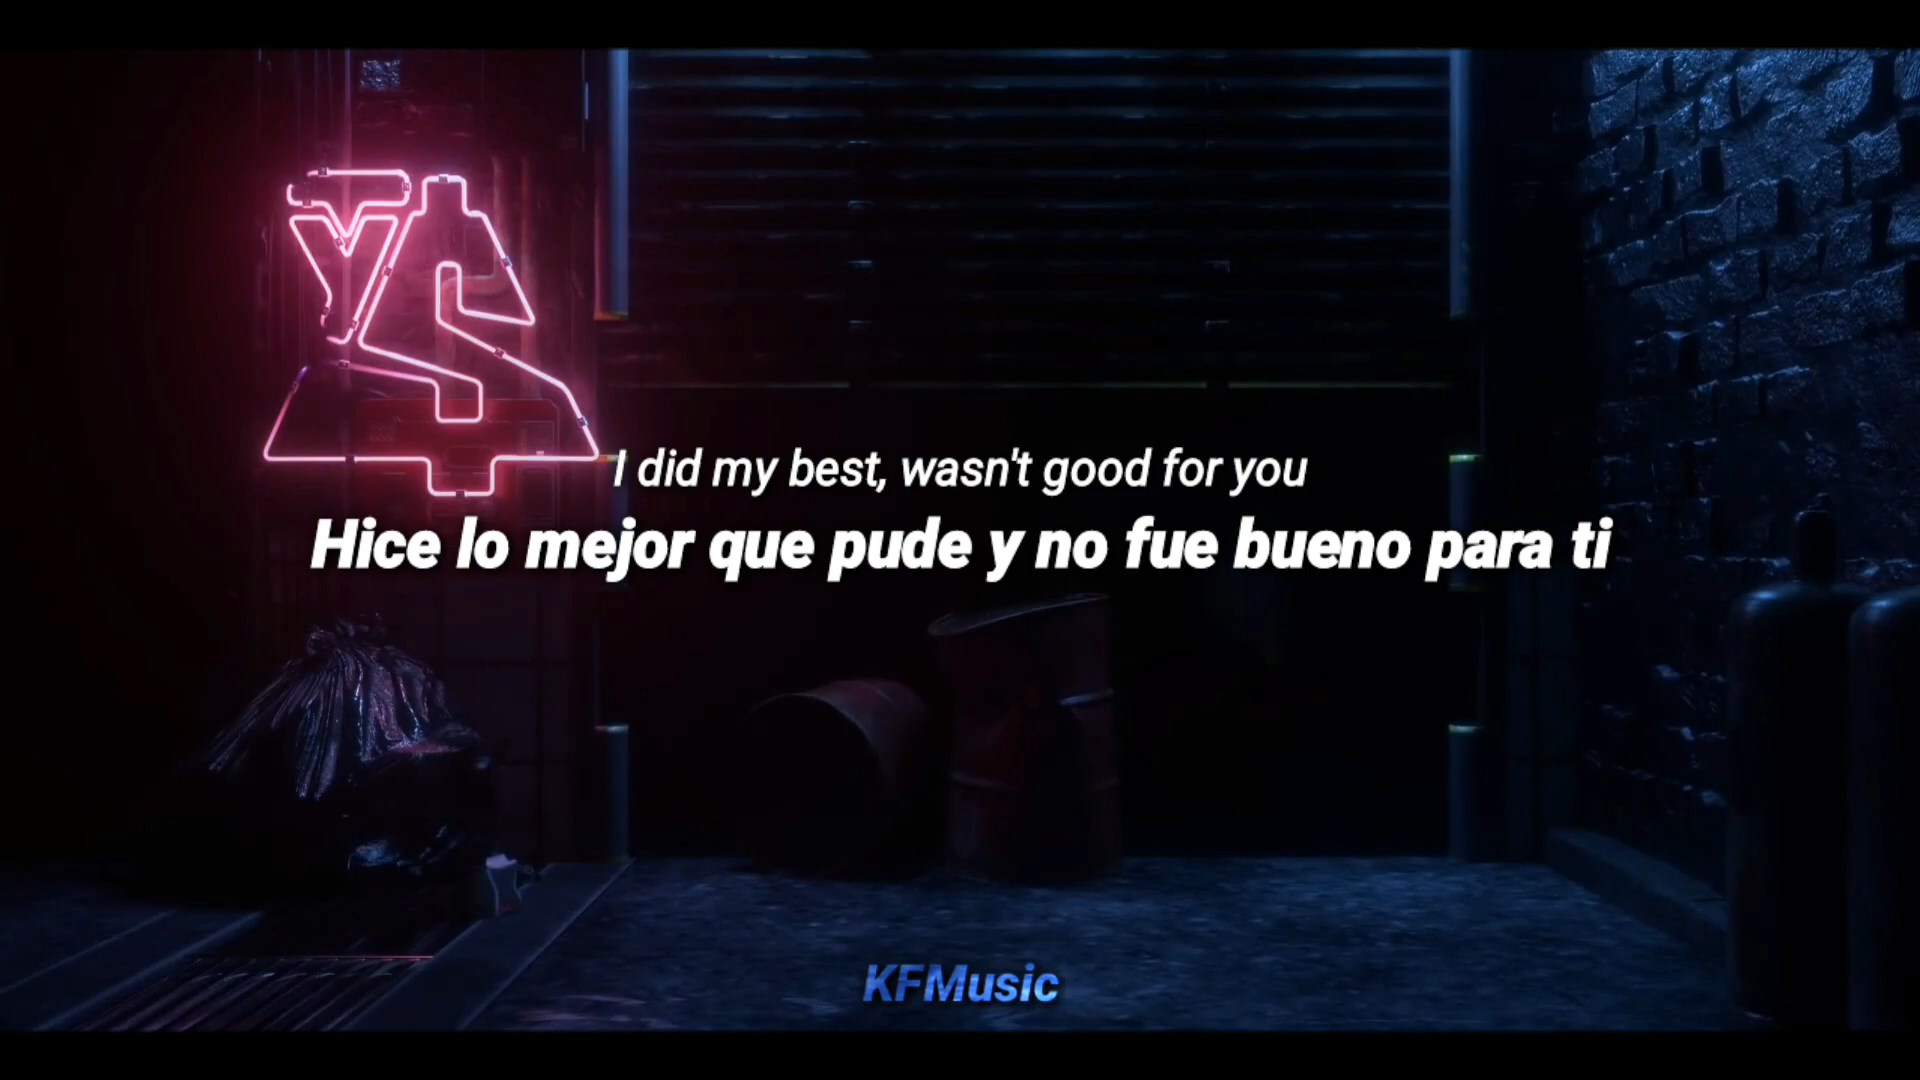 I did my best, wasn't good for you
Hice lo mejor que pude y no fue bueno para ti
KFMusic